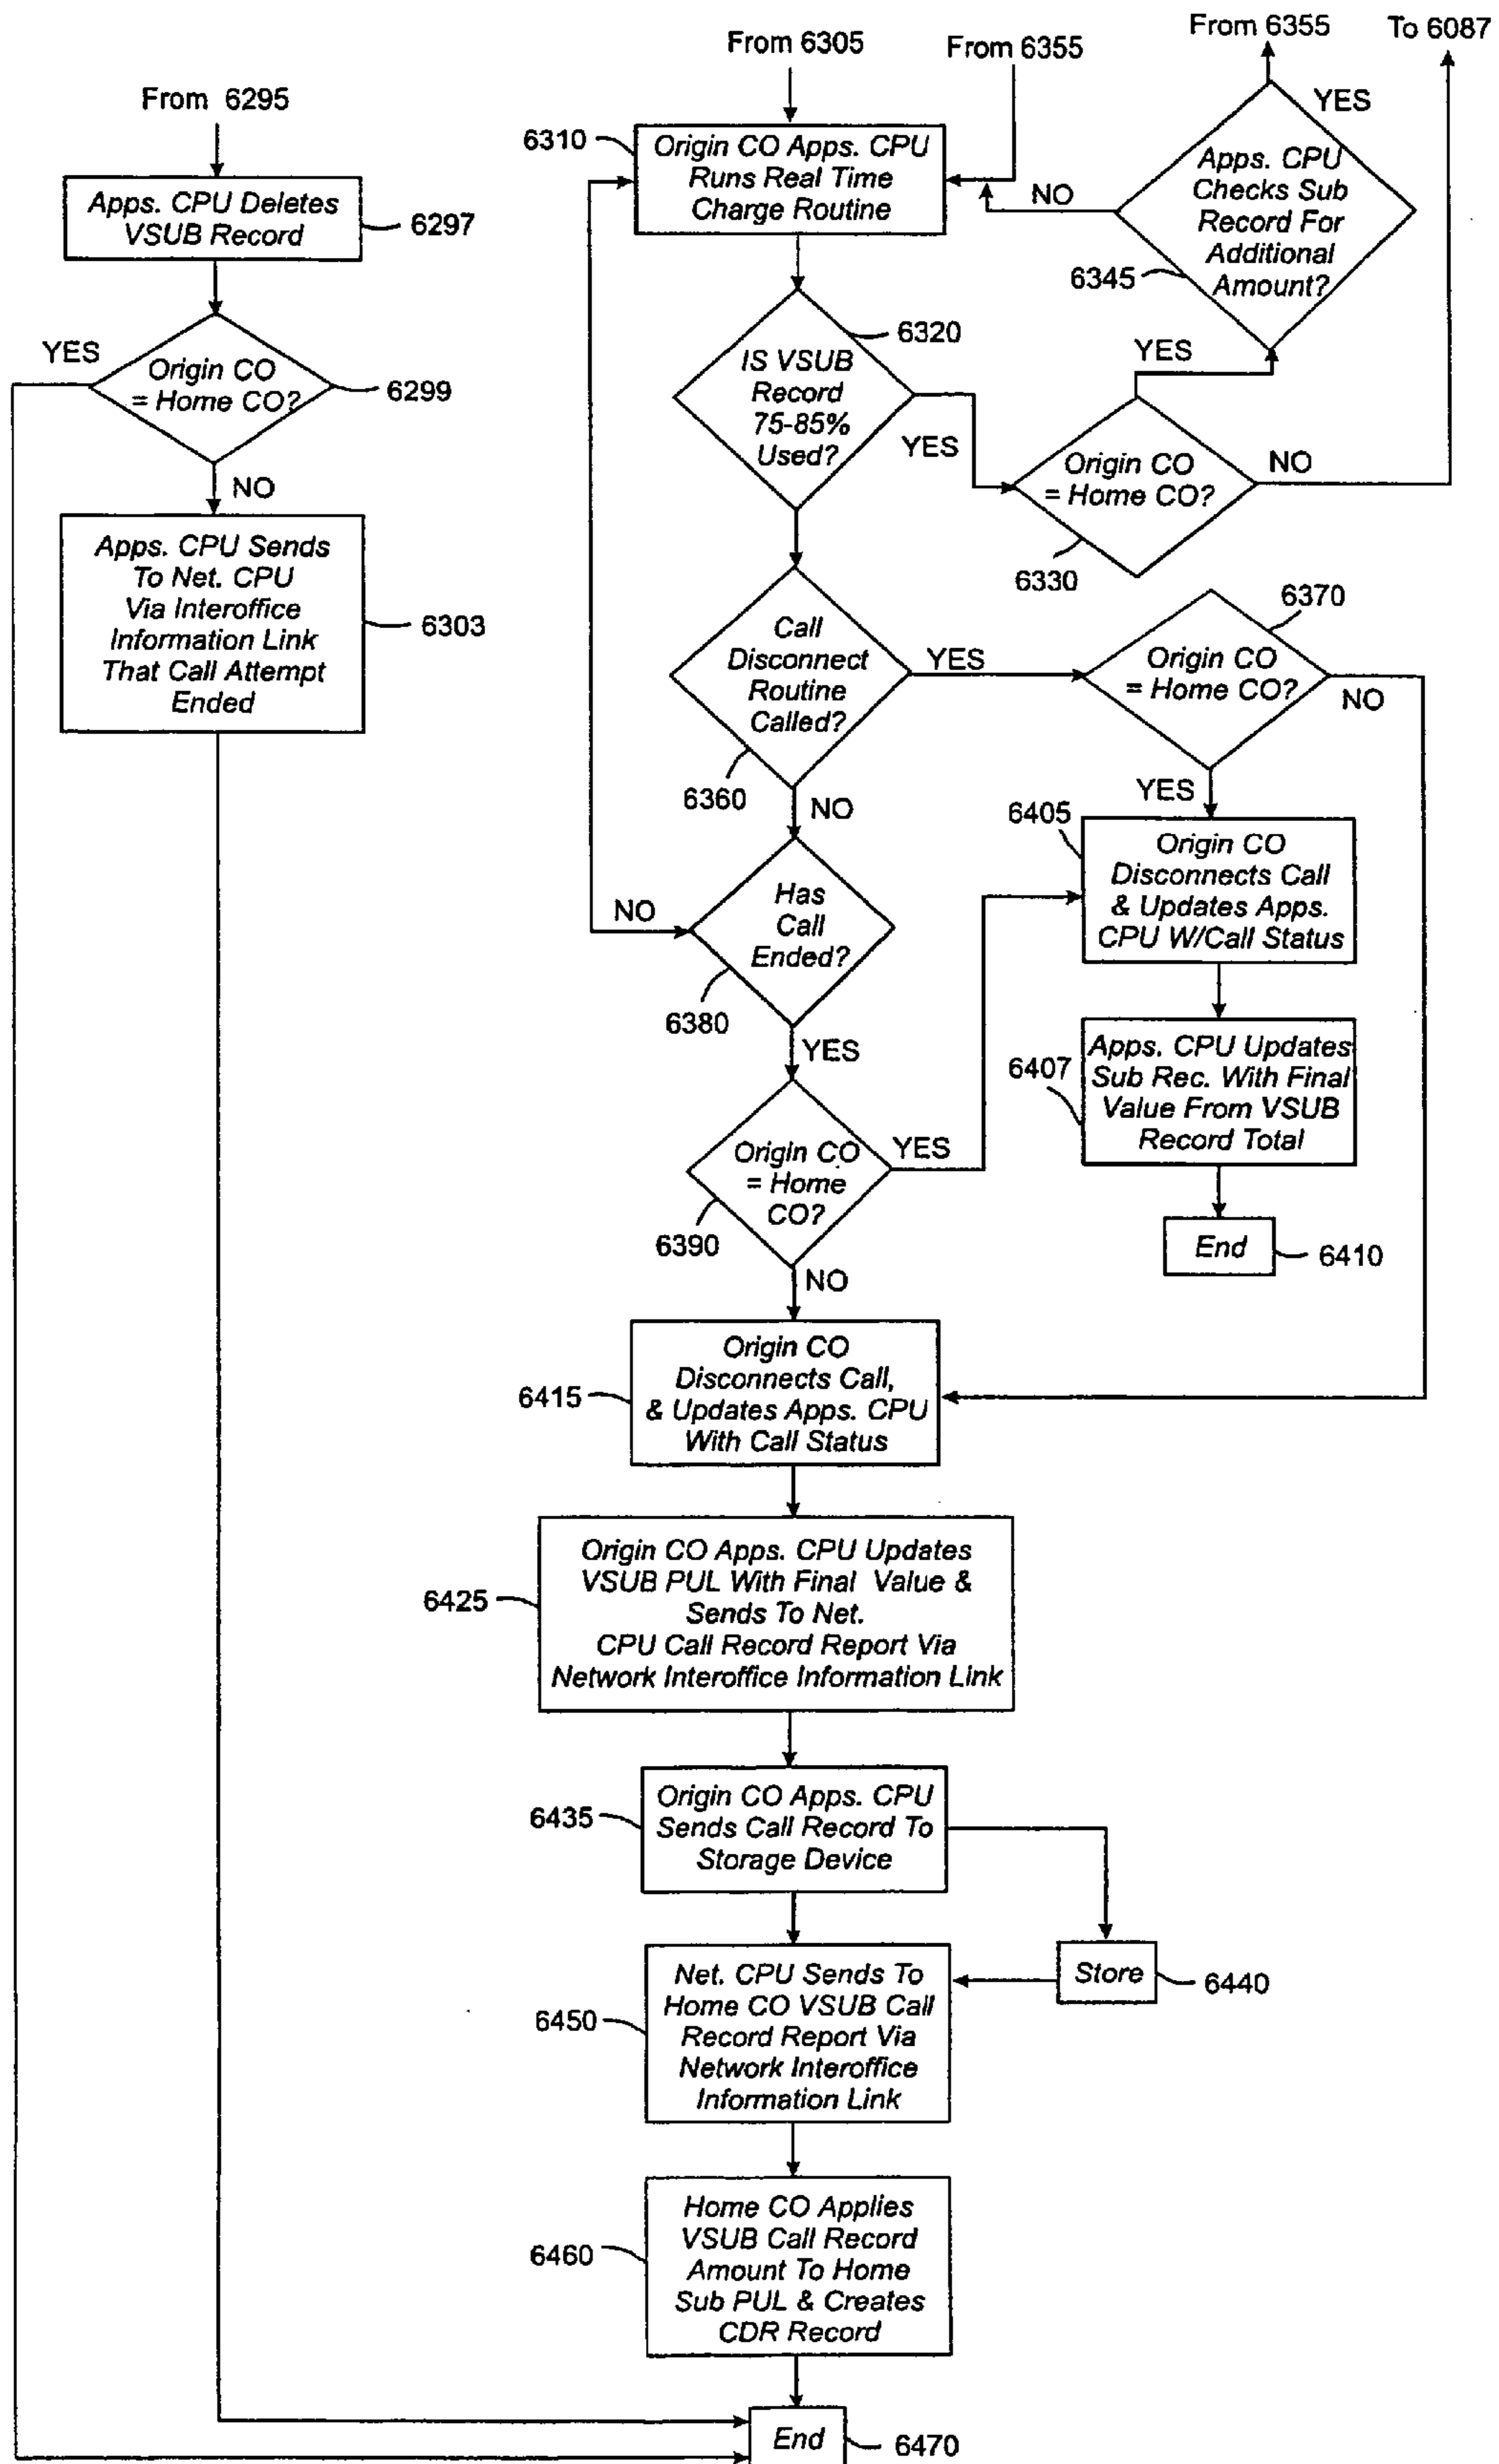 From 6295
Apps. CPU Deletes
VSUB Record
6297
YES
Origin CO
= Home CO?
6299
NO
Apps. CPU Sends
To Net. CPU
Via Interoffice
Information Link
That Call Attempt
Ended
6303
From 6305
From 6355
From 6355
To 6087
6310
Origin CO Apps. CPU
Runs Real Time
Charge Routine
NO
YES
Apps. CPU
Checks Sub
Record For
Additional
Amount?
6345
6320
IS VSUB
Record
75-85%
Used?
YES
YES
Origin CO
= Home CO?
NO
6330
Call
Disconnect
Routine
Called?
YES
6360
NO
6370
Origin CO
= Home CO?
NO
YES
NO
Has
Call
Ended?
6380
YES
6405
Origin CO
Disconnects Call
& Updates Apps.
CPU W/Call Status
6407
Apps. CPU Updates
Sub Rec. With Final
Value From VSUB
Record Total
End
6410
Origin CO
= Home
CO?
YES
6390
NO
6415
Origin CO
Disconnects Call,
& Updates Apps. CPU
With Call Status
6425
Origin CO Apps. CPU Updates
VSUB PUL With Final Value &
Sends To Net.
CPU Call Record Report Via
Network Interoffice Information Link
6435
Origin CO Apps. CPU
Sends Call Record To
Storage Device
Store
6440
6450
Net. CPU Sends To
Home CO VSUB Call
Record Report Via
Network Interoffice
Information Link
6460
Home CO Applies
VSUB Call Record
Amount To Home
Sub PUL & Creates
CDR Record
End
6470